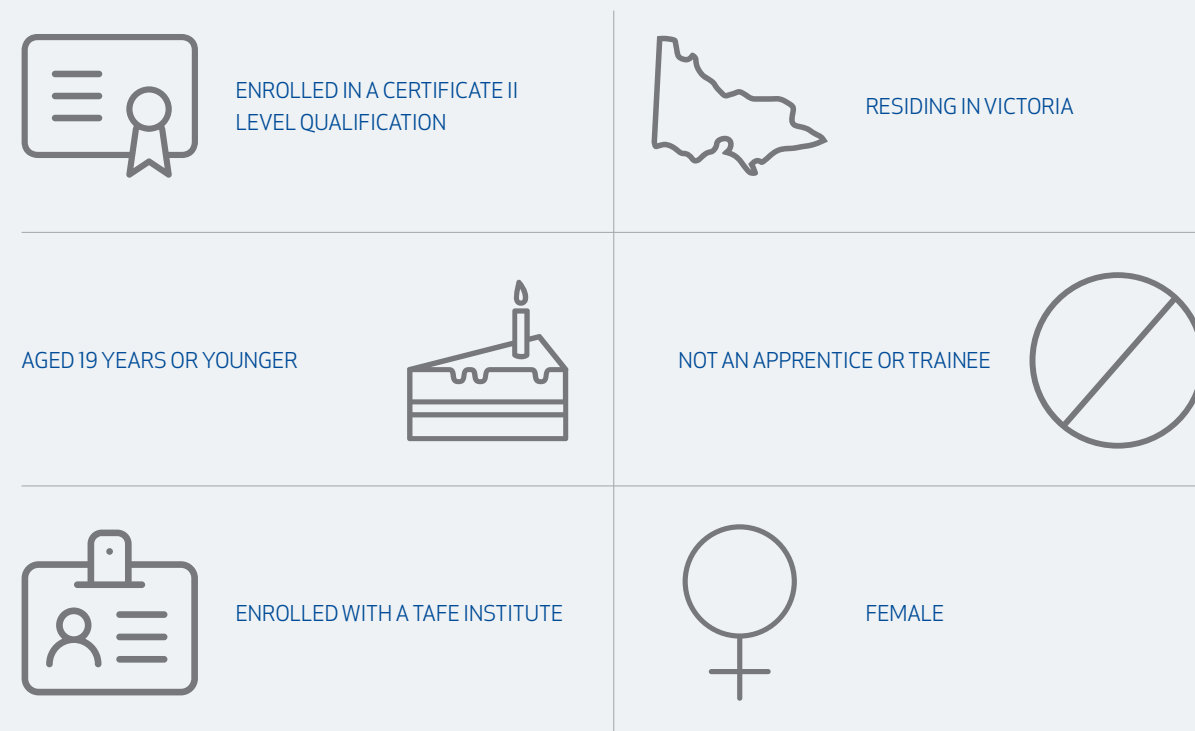 ENROLLED IN A CERTIFICATE II
LEVEL QUALIFICATION
RESIDING IN VICTORIA
AGED 19 YEARS OR YOUNGER
NOT AN APPRENTICE OR TRAINEE
ENROLLED WITH A TAFE INSTITUTE
FEMALE